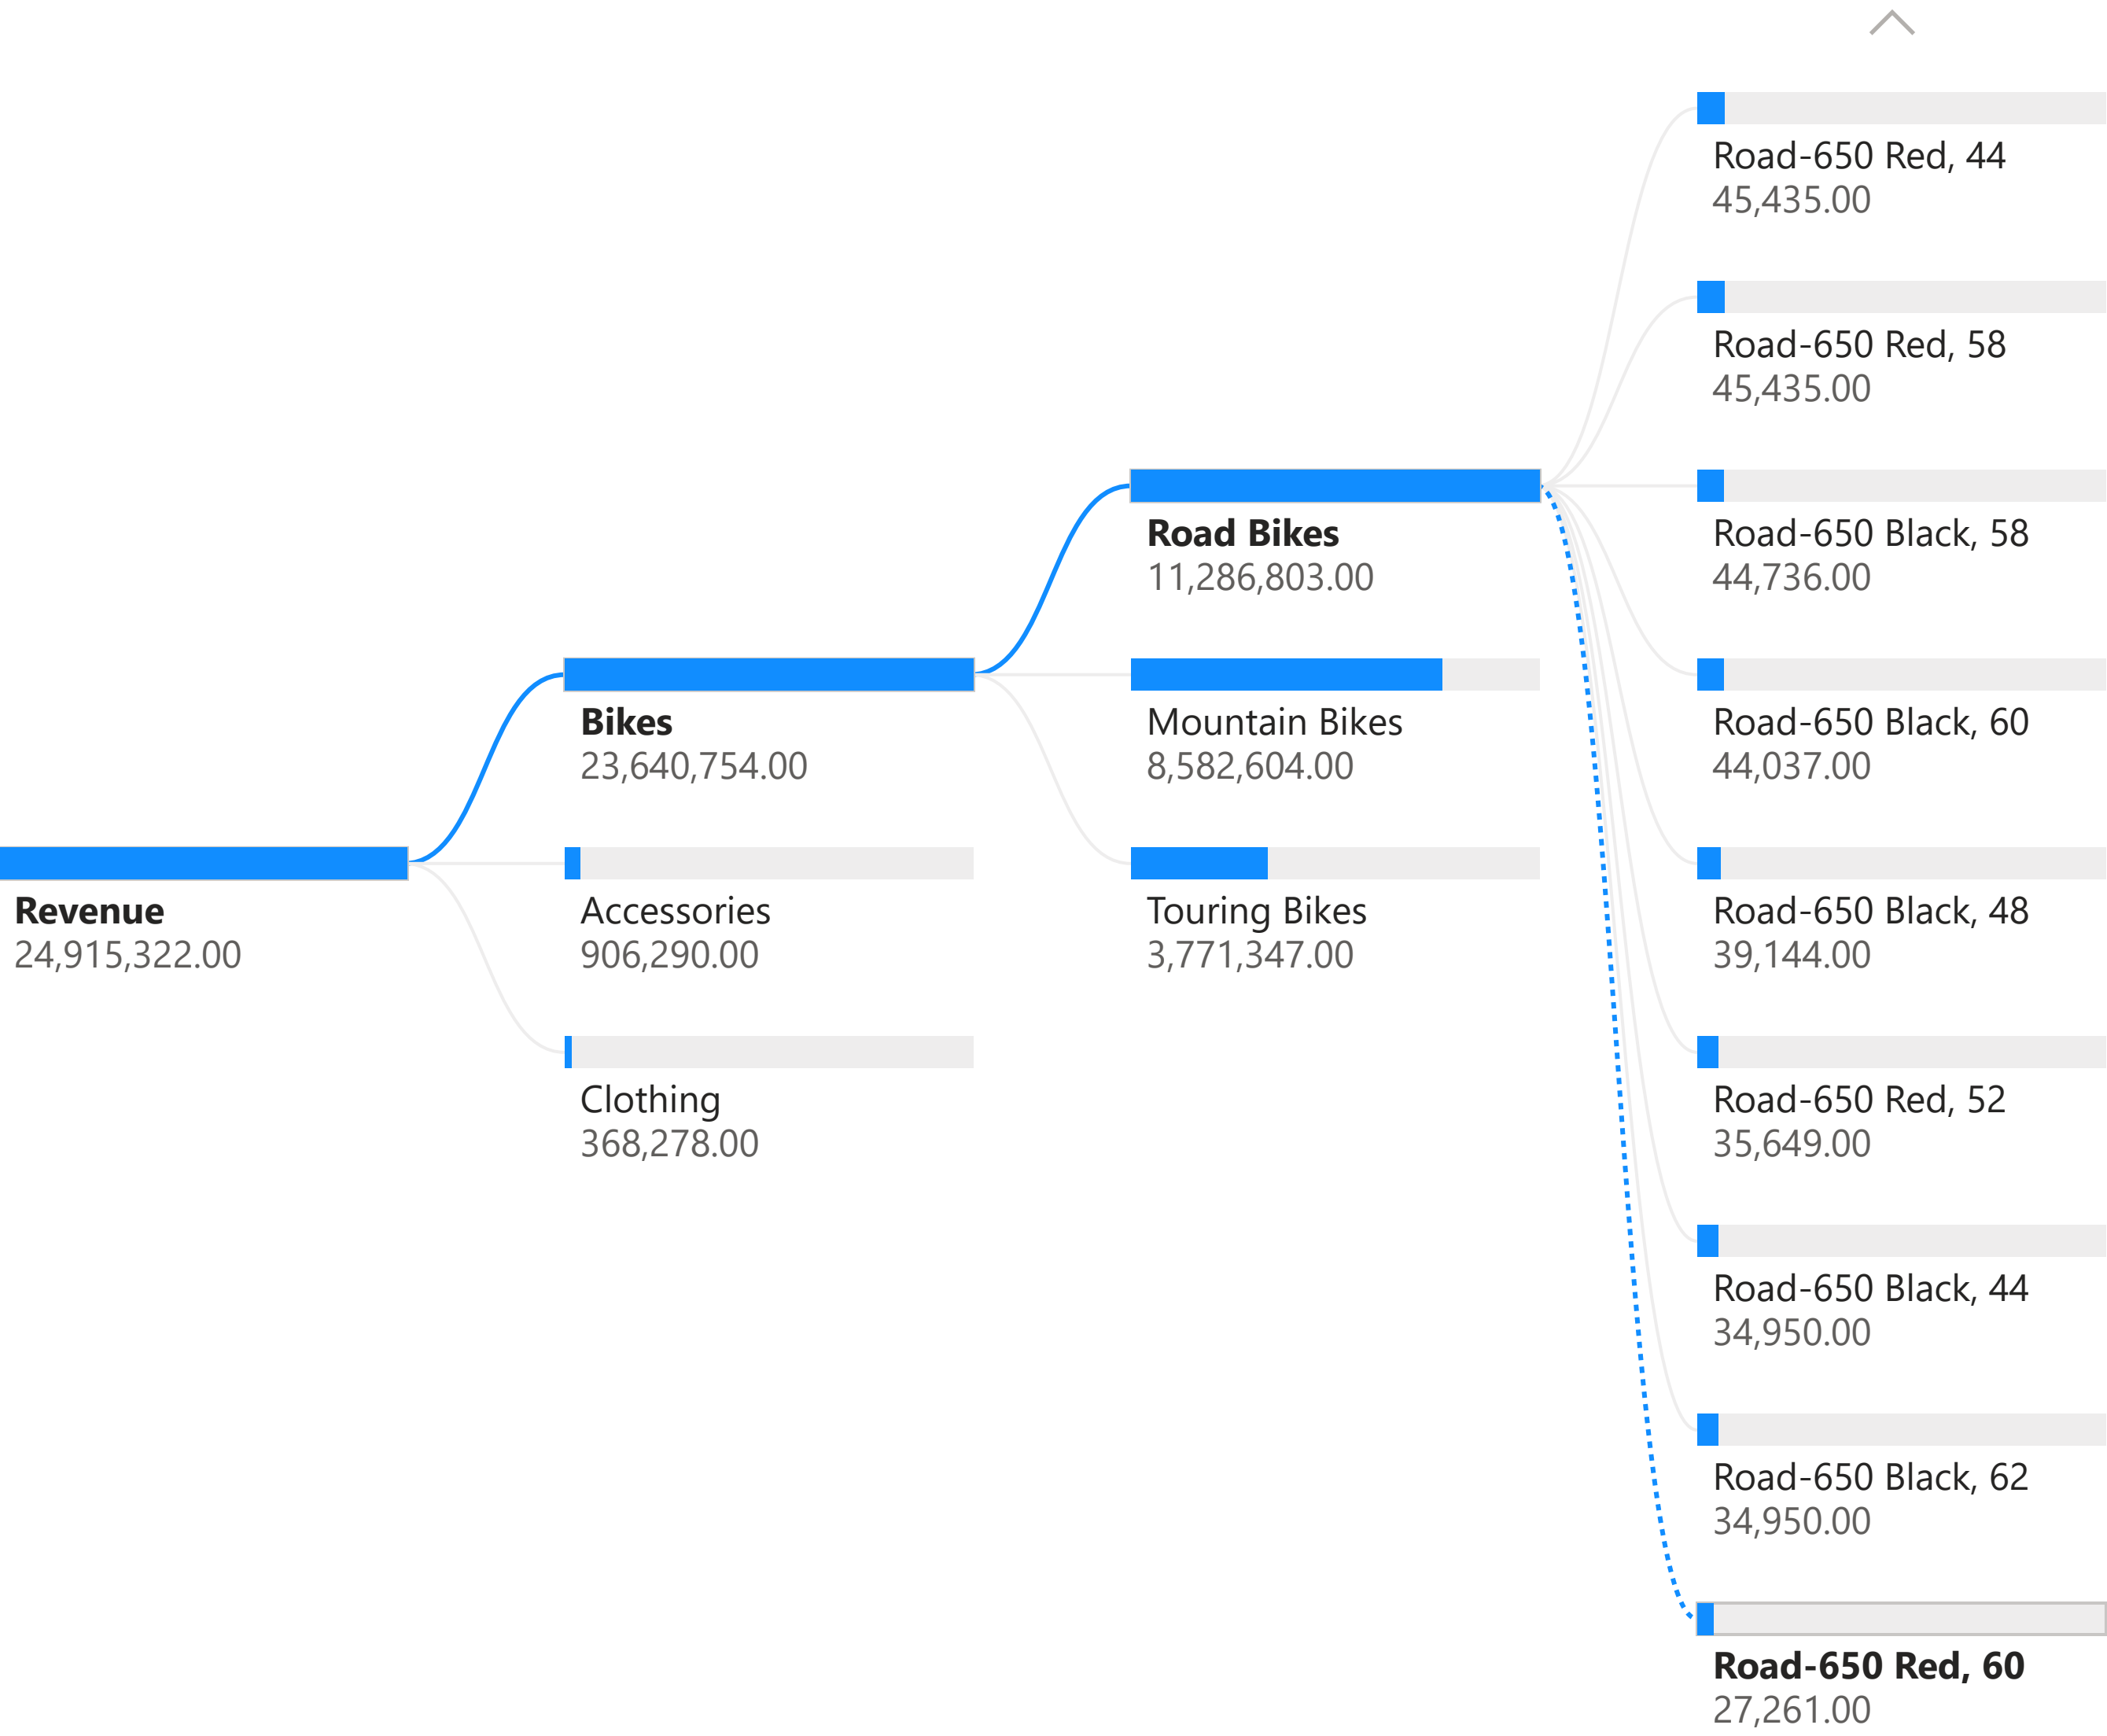 Revenue
24,915,322.00
Bikes
23,640,754.00
Accessories
906,290.00
Clothing
368,278.00
Road Bikes
11,286,803.00
Mountain Bikes
8,582,604.00
Touring Bikes
3,771,347.00
Road-650 Red, 44
45,435.00
Road-650 Red, 58
45,435.00
Road-650 Black, 58
44,736.00
Road-650 Black, 60
44,037.00
Road-650 Black, 48
39,144.00
Road-650 Red, 52
35,649.00
Road-650 Black, 44
34,950.00
Road-650 Black, 62
34,950.00
Road-650 Red, 60
27,261.00